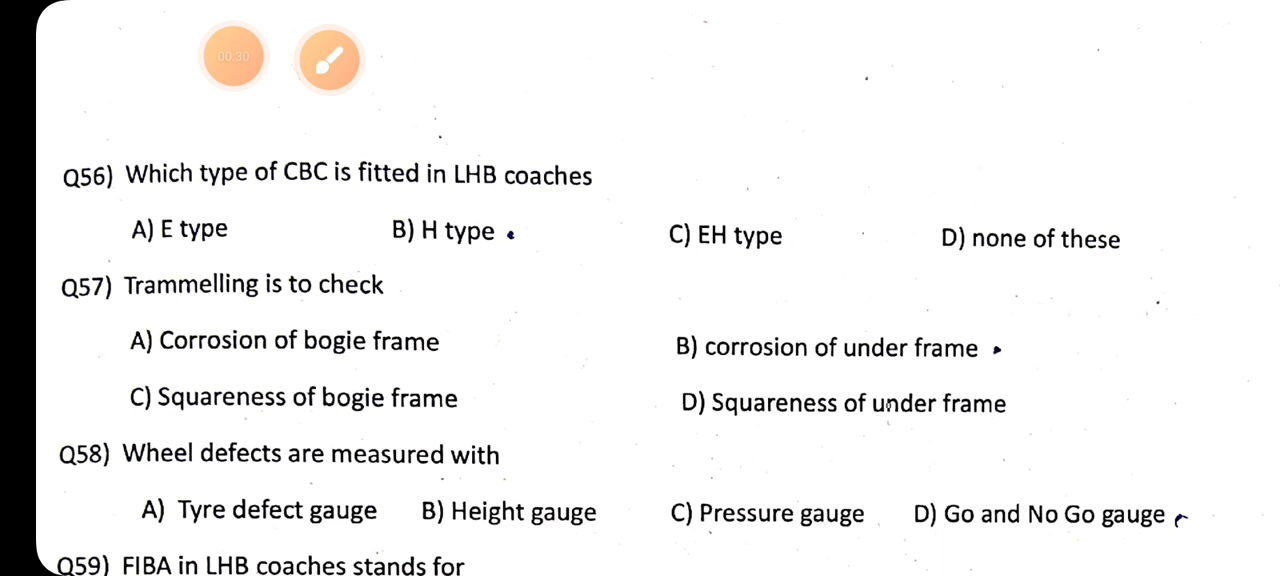 00:30
Q56) Which type of CBC is fitted in LHB coaches
A) E type B) H type C) EH type D) none of these
Q57) Trammelling is to check
A) Corrosion of bogie frame B) corrosion of under frame
C) Squareness of bogie frame D) Squareness of under frame
Q58) Wheel defects are measured with
A) Tyre defect gauge B) Height gauge C) Pressure gauge D) Go and No Go gauge
Q59) FIBA in LHB coaches stands for